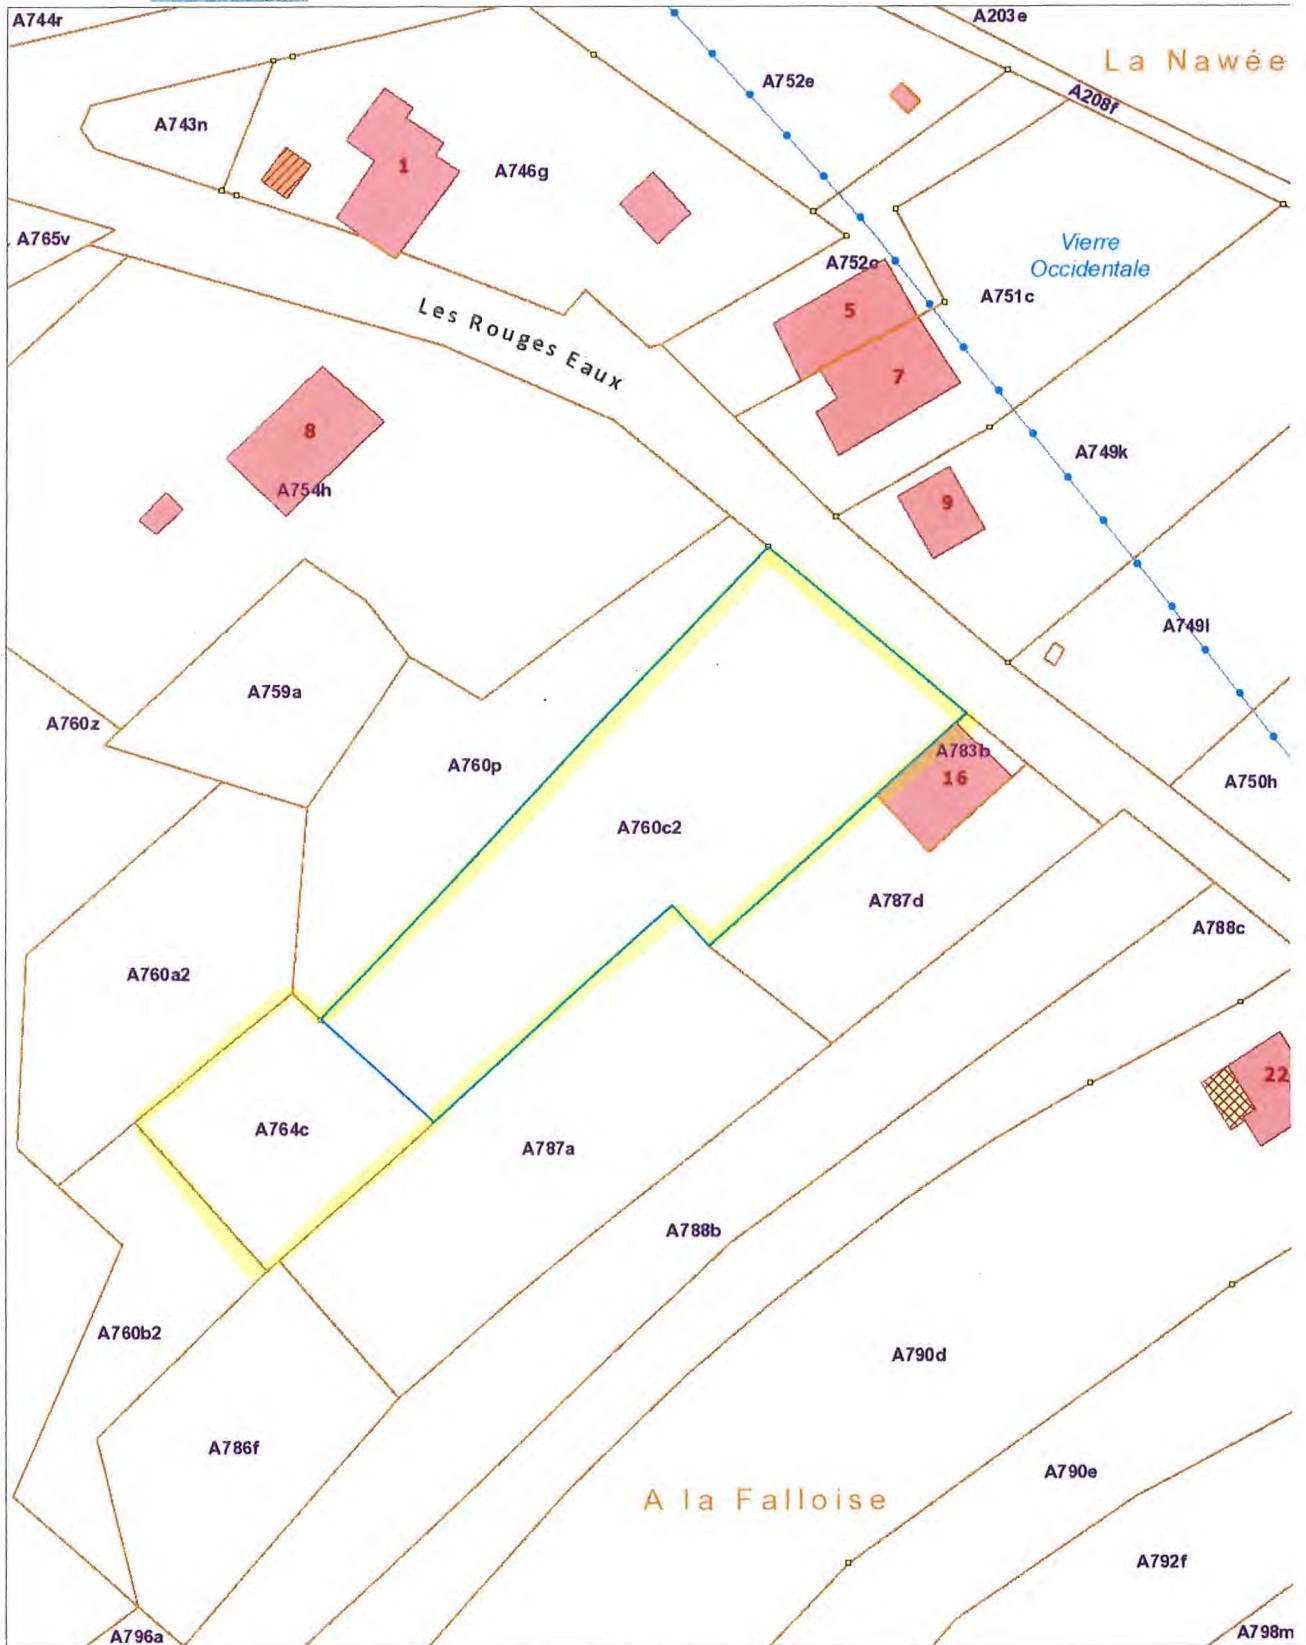 A744r
A203e
La Nawée
A752e
A208f
A743n
1
A746g
A765v
Vierre
Occidentale
A752c
A751c
5
Les Rouges Eaux
7
8
A749k
A754h
9
A749l
A759a
A760z
A783b
A760p
16
A750h
A760c2
A787d
A788c
A760a2
22
A764c
A787a
A788b
A760b2
A790d
A786f
A790e
A la Falloise
A792f
A796a
A798m